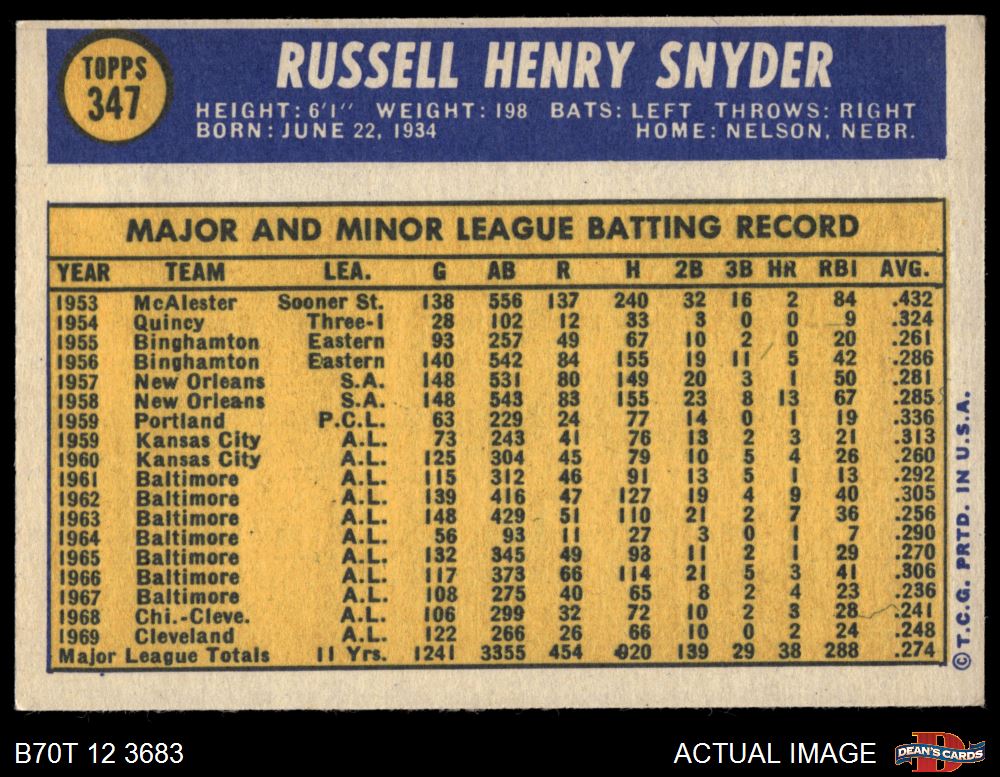 TOPPS
347
RUSSELL HENRY SNYDER
HEIGHT: 6'1" WEIGHT: 198 BATS: LEFT THROWS: RIGHT
BORN: JUNE 22, 1934 HOME: NELSON, NEBR.
MAJOR AND MINOR LEAGUE BATTING RECORD
YEAR TEAM LEA. G AB R H 2B 3B HR RBI AVG.
1953 McAlester Sooner St. 138 556 137 240 32 16 2 84 .432
1954 Quincy Three-I 28 102 12 33 3 0 0 9 .324
1955 Binghamton Eastern 93 257 49 67 10 2 0 20 .261
1956 Binghamton Eastern 140 542 84 155 19 11 5 42 .286
1957 New Orleans S.A. 148 531 80 149 20 3 1 50 .281
1958 New Orleans S.A. 148 543 83 155 23 8 13 67 .285
1959 Portland P.C.L. 63 229 24 77 14 0 1 19 .336
1959 Kansas City A.L. 73 243 41 76 13 2 3 21 .313
1960 Kansas City A.L. 125 304 45 79 10 5 4 26 .260
1961 Baltimore A.L. 115 312 46 91 13 5 1 13 .292
1962 Baltimore A.L. 139 416 47 127 19 4 9 40 .305
1963 Baltimore A.L. 148 429 51 110 21 2 7 36 .256
1964 Baltimore A.L. 56 93 11 27 3 0 1 7 .290
1965 Baltimore A.L. 132 345 49 93 11 2 1 29 .270
1966 Baltimore A.L. 117 373 66 114 21 5 3 41 .306
1967 Baltimore A.L. 108 275 40 65 8 2 4 23 .236
1968 Chi.-Cleve. A.L. 106 299 32 72 10 2 3 28 .241
1969 Cleveland A.L. 122 266 26 66 10 0 2 24 .248
Major League Totals 11 Yrs. 1241 3355 454 920 139 29 38 288 .274
© T.C.G. PRTD. IN U.S.A.
B70T 12 3683
ACTUAL IMAGE
DEAN'S CARDS